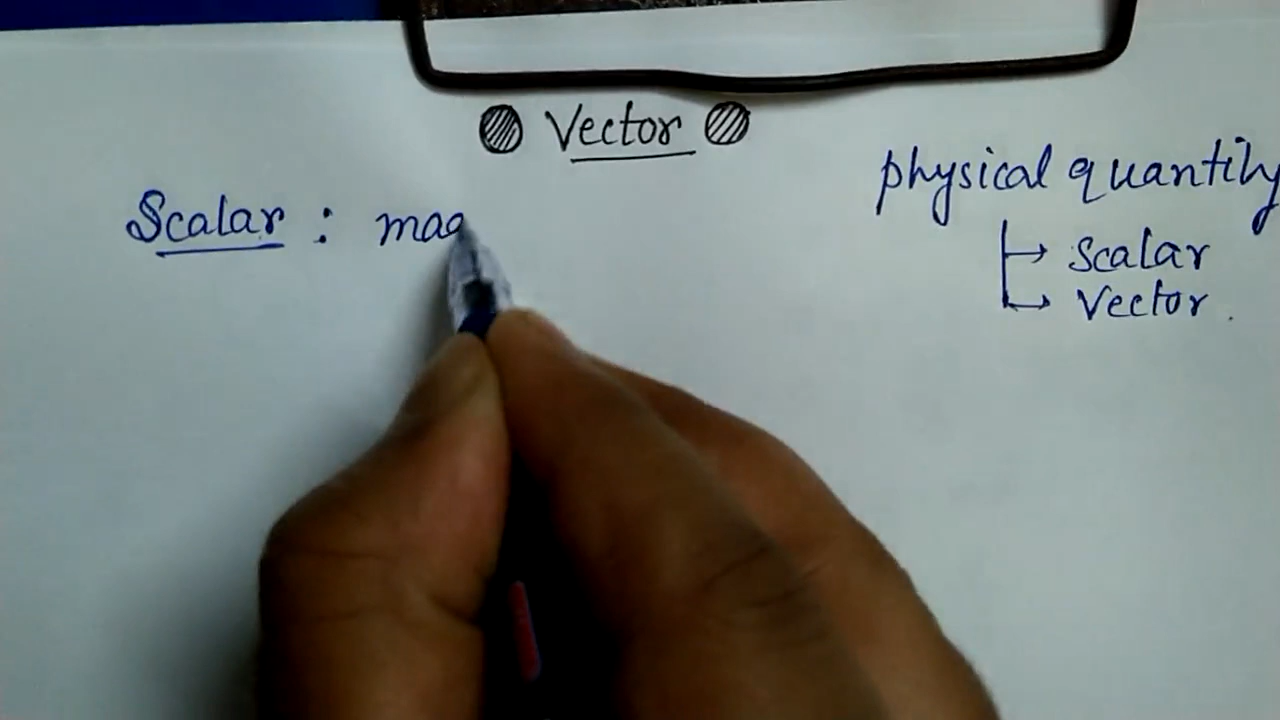 Vector
physical quantity
Scalar : mag
Scalar
Vector.